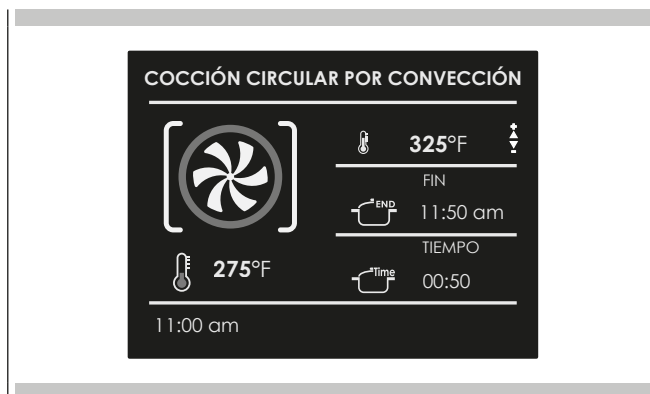 COCCIÓN CIRCULAR POR CONVECCIÓN
325°F
FIN
END
11:50 am
TIEMPO
Time
00:50
275°F
11:00 am